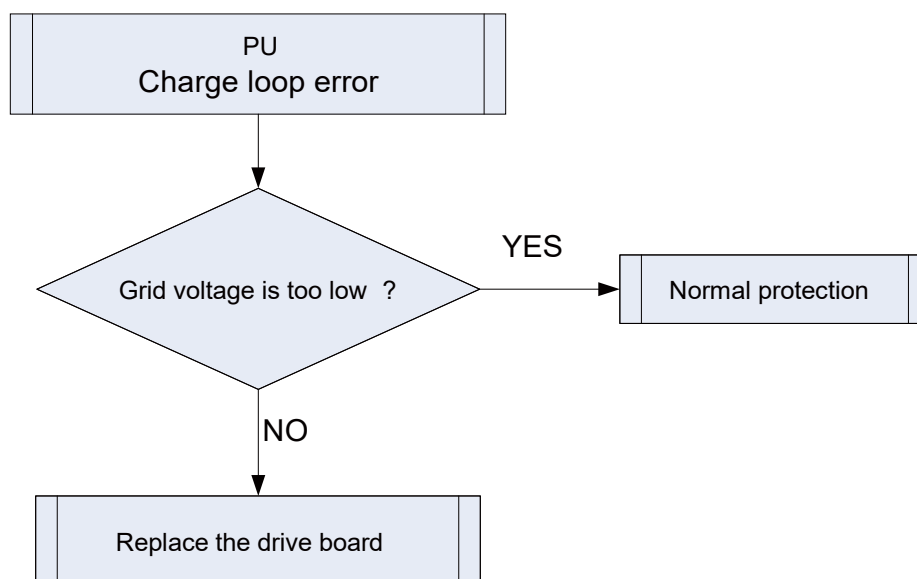 PU
Charge loop error
YES
Grid voltage is too low ?
Normal protection
NO
Replace the drive board